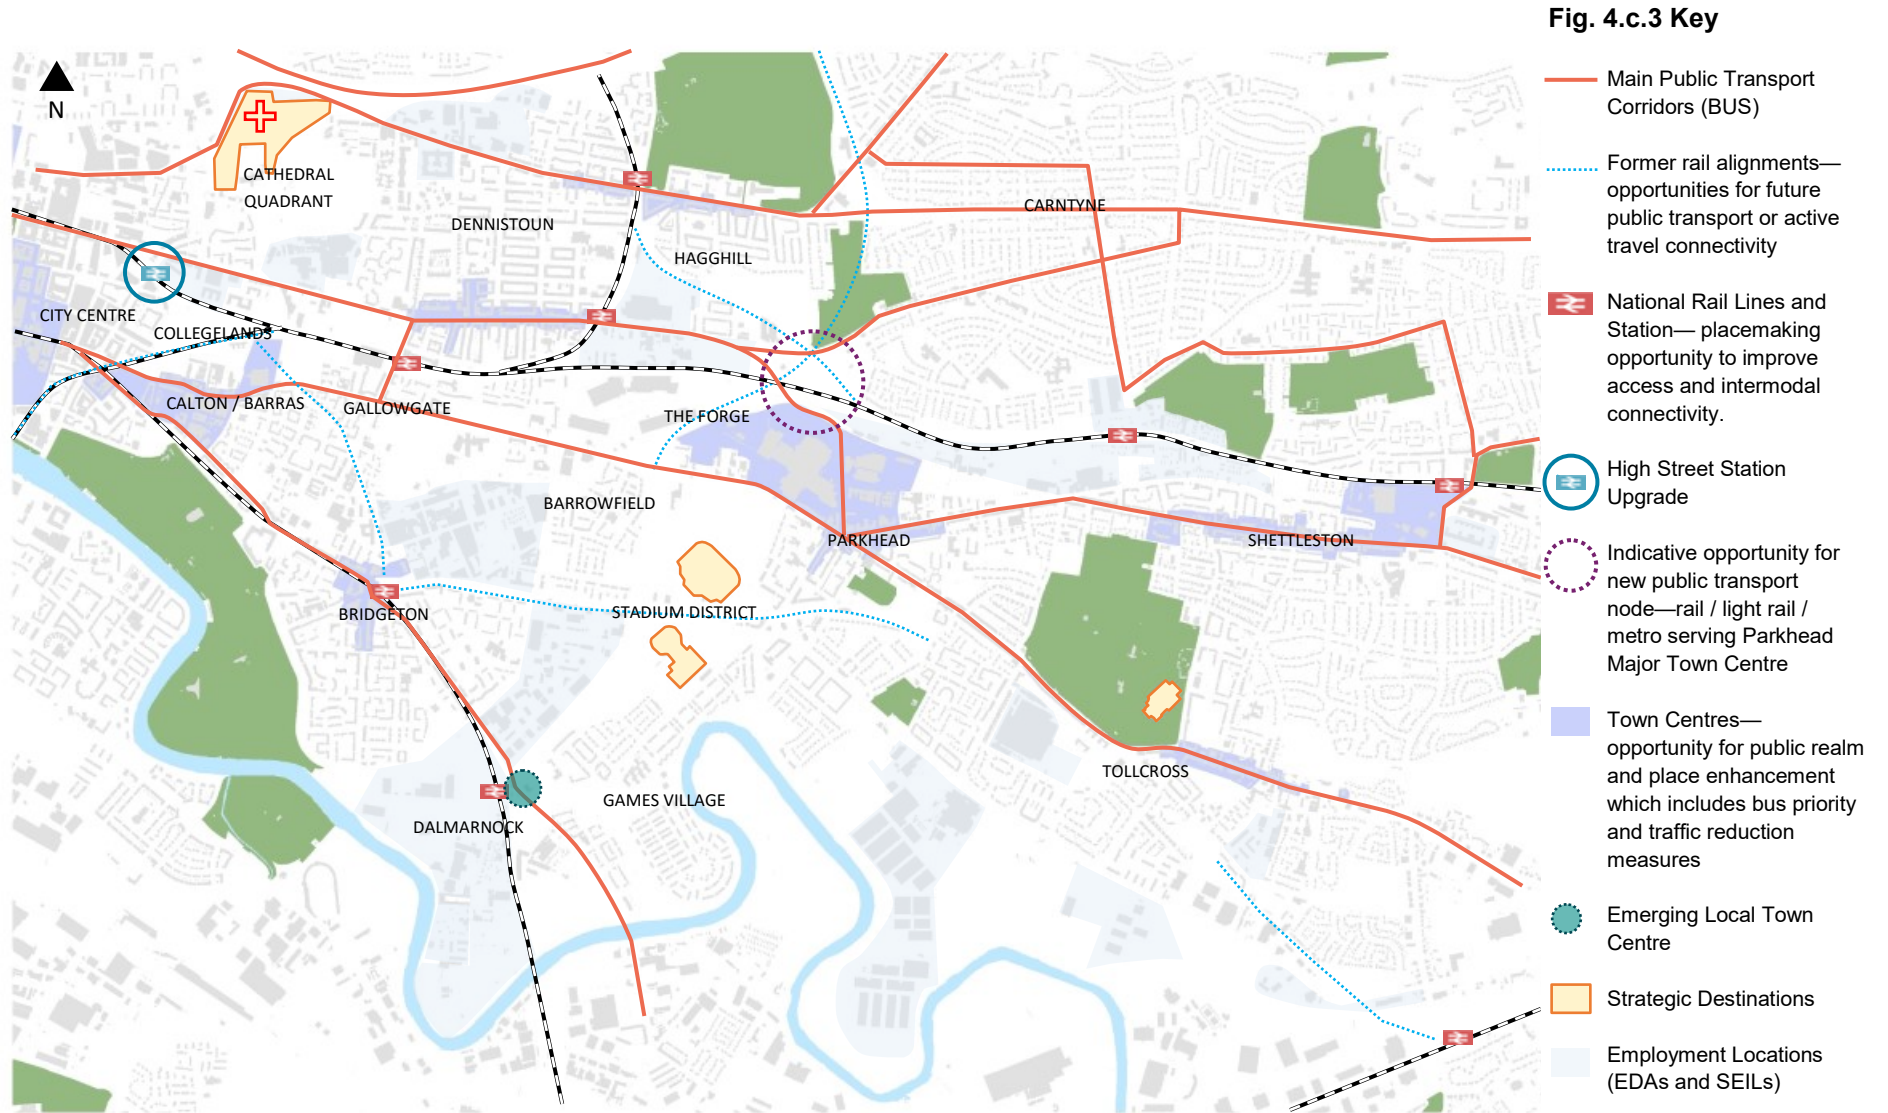 Fig. 4.c.3 Key
N
CATHEDRAL
QUADRANT
DENNISTOUN
HAGGHILL
CARNTYNE
CITY CENTRE
COLLEGELANDS
CALTON / BARRAS
GALLOWGATE
THE FORGE
BARROWFIELD
PARKHEAD
SHETTLESTON
BRIDGETON
STADIUM DISTRICT
TOLLCROSS
GAMES VILLAGE
DALMARNOCK
Main Public Transport
Corridors (BUS)
Former rail alignments—
opportunities for future
public transport or active
travel connectivity
National Rail Lines and
Station— placemaking
opportunity to improve
access and intermodal
connectivity.
High Street Station
Upgrade
Indicative opportunity for
new public transport
node—rail / light rail /
metro serving Parkhead
Major Town Centre
Town Centres—
opportunity for public realm
and place enhancement
which includes bus priority
and traffic reduction
measures
Emerging Local Town
Centre
Strategic Destinations
Employment Locations
(EDAs and SEILs)